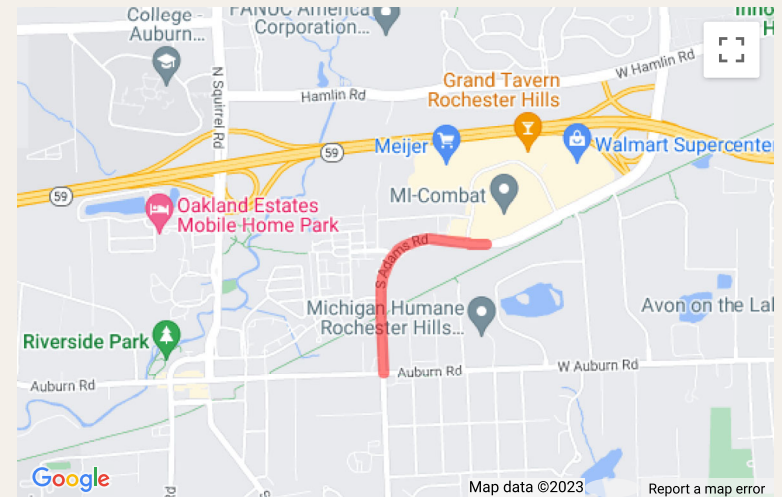 College -
Auburn...
FANUC America
Corporation...
W Hamlin Rd
Hamlin Rd
N Squirrel Rd
Grand Tavern
Rochester Hills
59
Meijer
Walmart Supercenter
59
MI-Combat
Oakland Estates
Mobile Home Park
S Adams Rd
Michigan Humane
Rochester Hills...
Avon on the Lak
Riverside Park
Auburn Rd
Auburn Rd
W Auburn Rd
Google
Map data ©2023
Report a map error